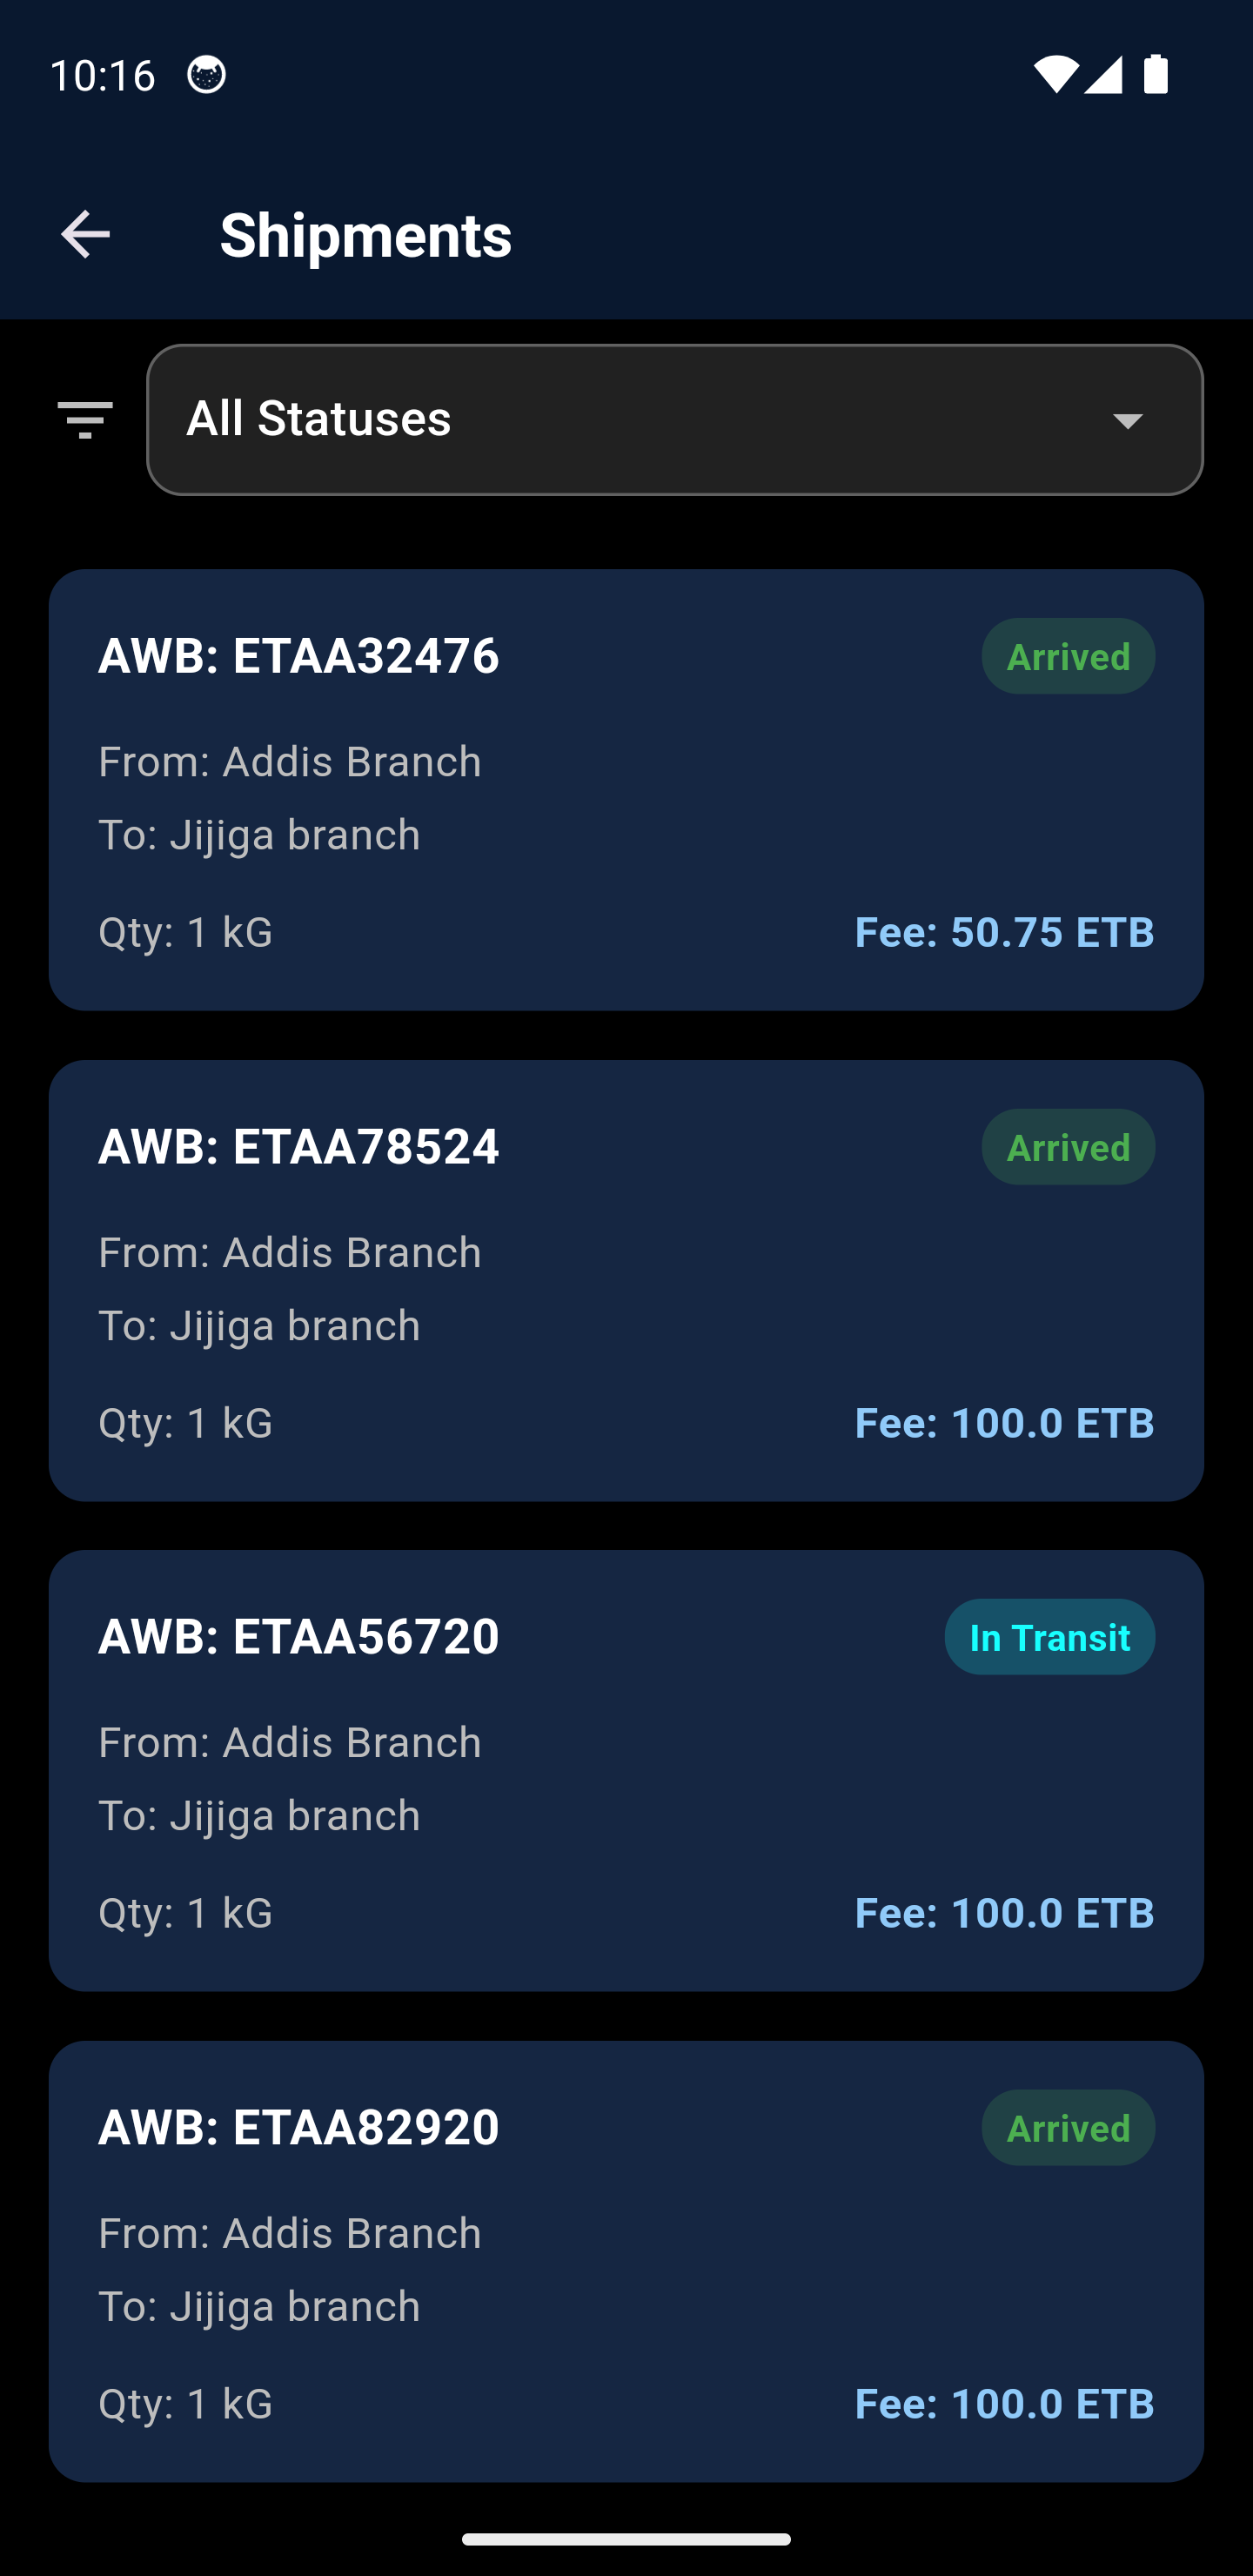 10:16
Shipments
All Statuses
AWB: ETAA32476
Arrived
From: Addis Branch
To: Jijiga branch
Qty: 1 kG
Fee: 50.75 ETB
AWB: ETAA78524
Arrived
From: Addis Branch
To: Jijiga branch
Qty: 1 kG
Fee: 100.0 ETB
AWB: ETAA56720
In Transit
From: Addis Branch
To: Jijiga branch
Qty: 1 kG
Fee: 100.0 ETB
AWB: ETAA82920
Arrived
From: Addis Branch
To: Jijiga branch
Qty: 1 kG
Fee: 100.0 ETB